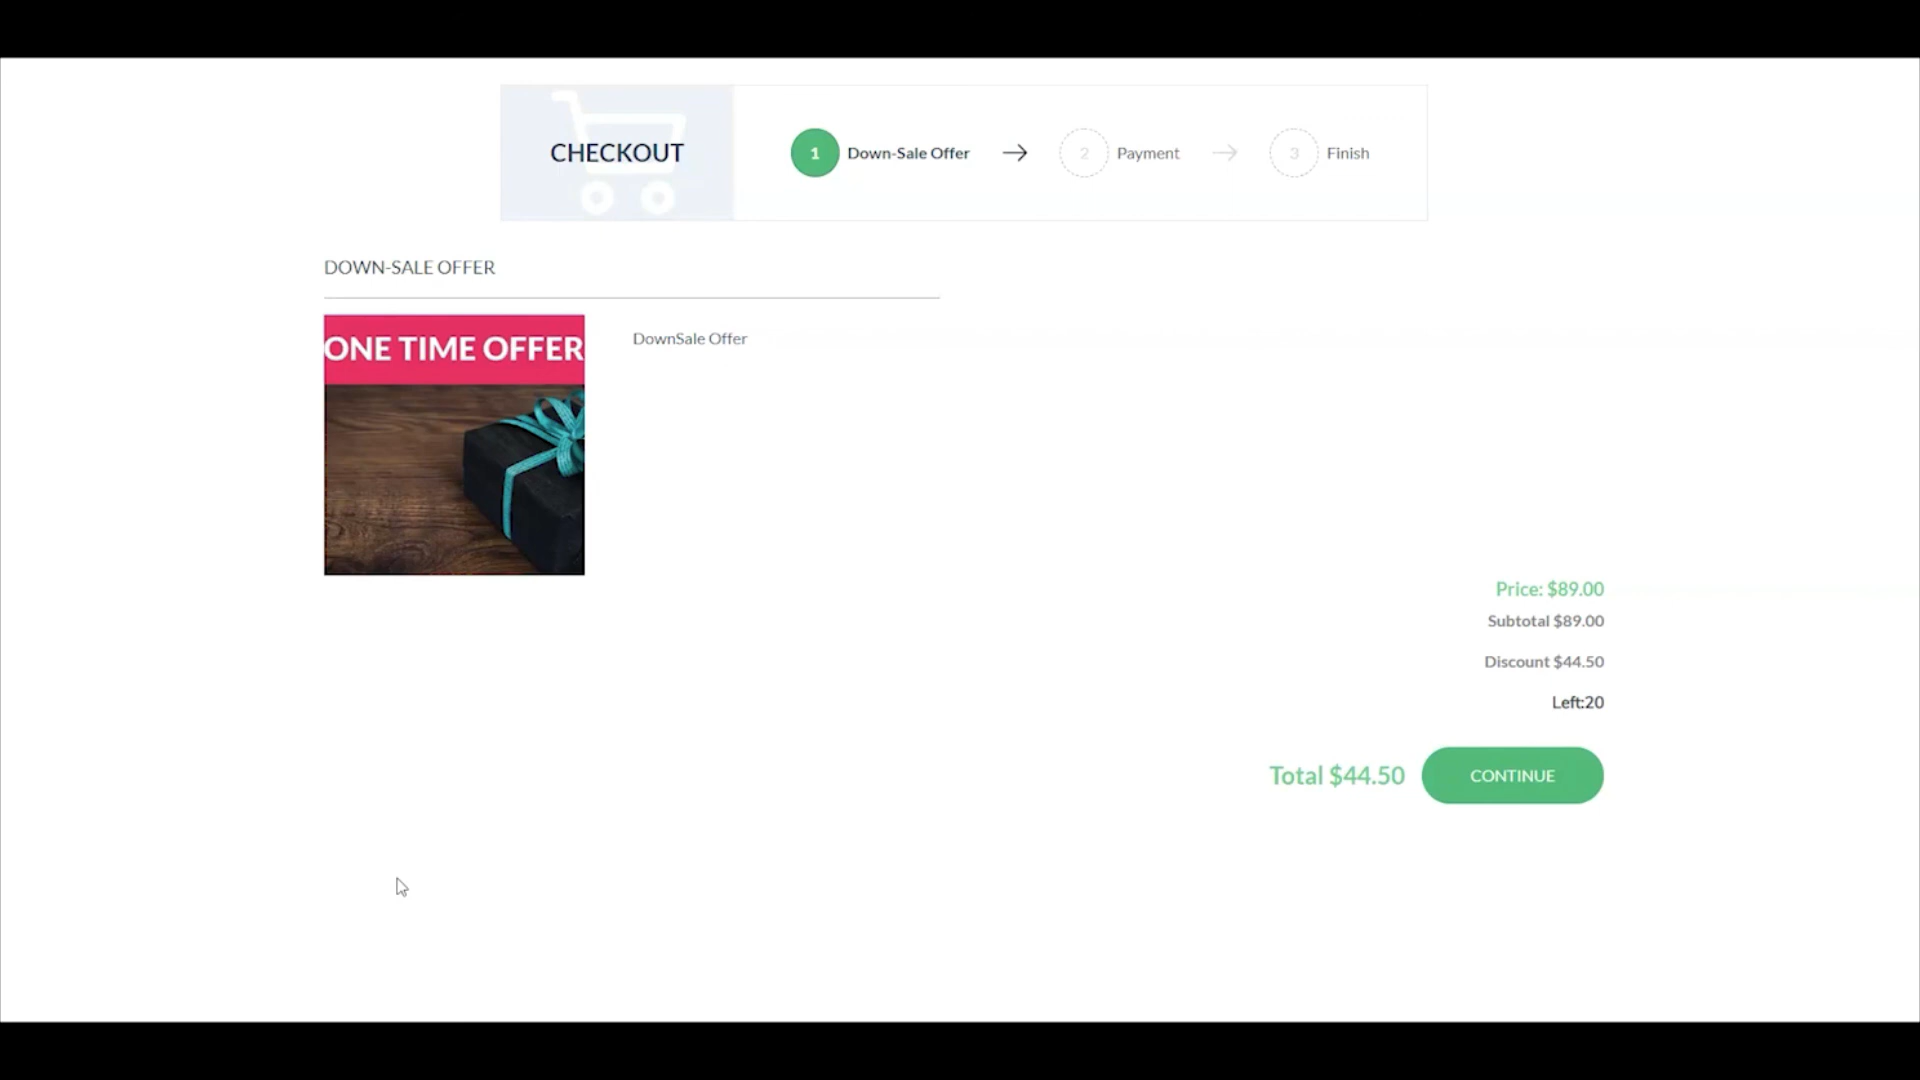 CHECKOUT
1 Down-Sale Offer
2 Payment
3 Finish
DOWN-SALE OFFER
ONE TIME OFFER
DownSale Offer
Price: $89.00
Subtotal $89.00
Discount $44.50
Left:20
Total $44.50
CONTINUE